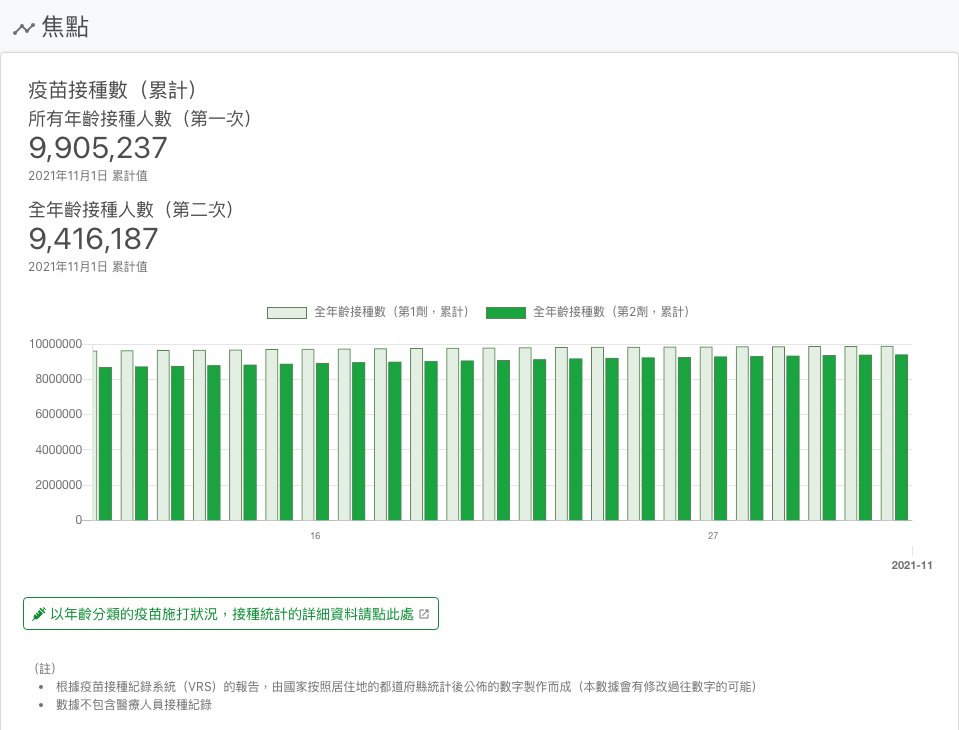 焦點
疫苗接種數（累計）
所有年齡接種人數（第一次）
9,905,237
2021年11月1日 累計值
全年齡接種人數（第二次）
9,416,187
2021年11月1日 累計值
全年齡接種數（第1劑，累計） 全年齡接種數（第2劑，累計）
10000000
8000000
6000000
4000000
2000000
0
16 27
2021-11
以年齡分類的疫苗施打狀況，接種統計的詳細資料請點此處
（註）
• 根據疫苗接種紀錄系統（VRS）的報告，由國家按照居住地的都道府縣統計後公佈的數字製作而成（本數據會有修改過往數字的可能）
• 數據不包含醫療人員接種紀錄